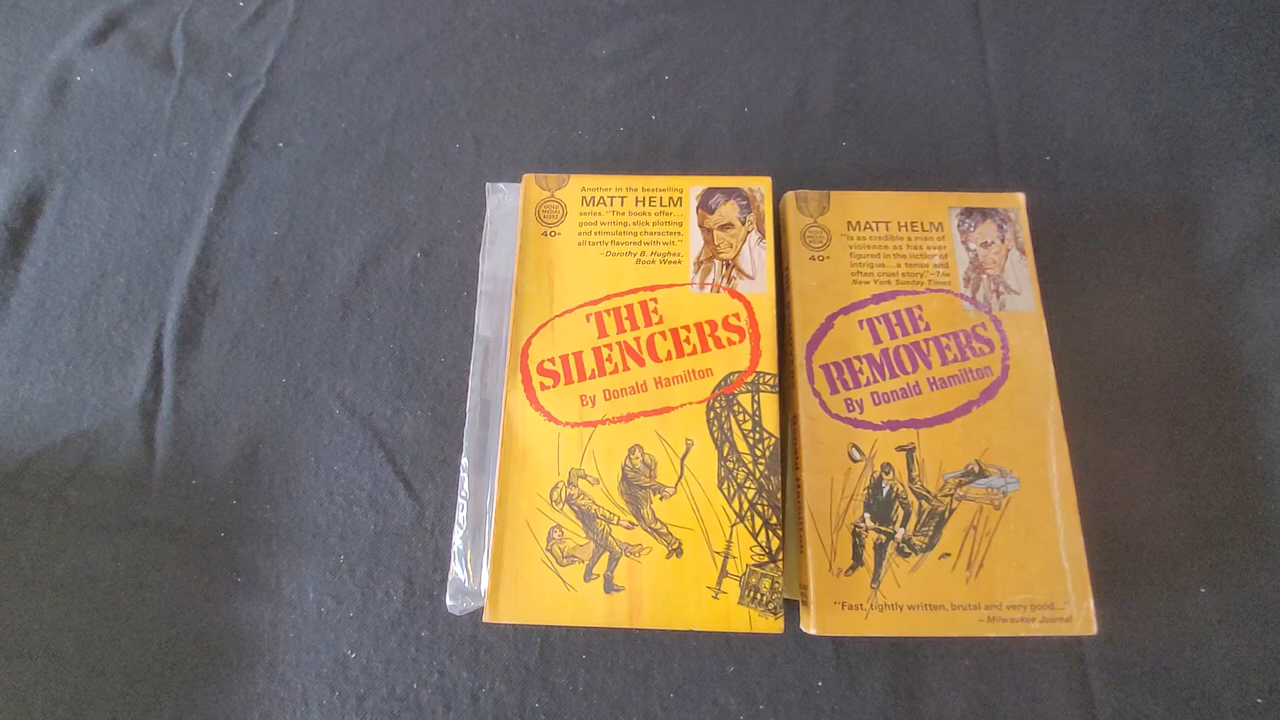 GOLD
MEDAL
40¢
Another in the bestselling
MATT HELM
series. "The books offer...
good writing, slick plotting
and stimulating characters,
all tartly flavored with wit."
—Dorothy B. Hughes,
Book Week
THE
SILENCERS
By Donald Hamilton
GOLD
MEDAL
40¢
MATT HELM
"is as credible a man of
violence as has ever
figured in the fiction of
intrigue...a tense and
often cruel story."—The
New York Sunday Times
THE
REMOVERS
By Donald Hamilton
"Fast, tightly written, brutal and very good..."
—Milwaukee Journal